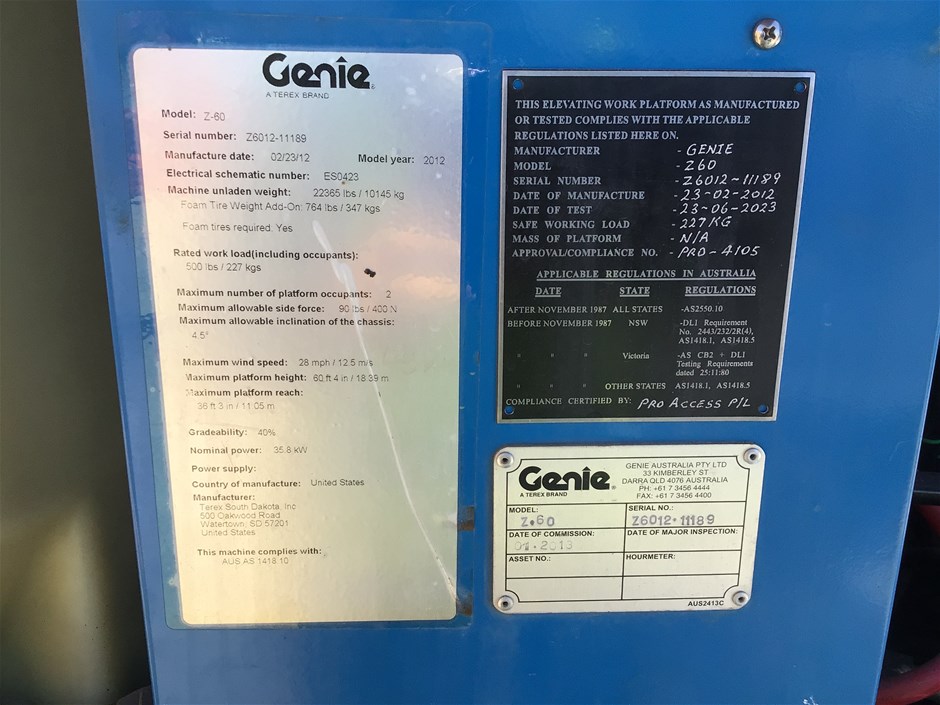 Genie
A TEREX BRAND
Model: Z-60
Serial number: Z6012-11189
Manufacture date: 02/23/12 Model year: 2012
Electrical schematic number: ES0423
Machine unladen weight: 22365 lbs / 10145 kg
Foam Tire Weight Add-On: 764 lbs / 347 kgs
Foam tires required: Yes
Rated work load(including occupants):
500 lbs / 227 kgs
Maximum number of platform occupants: 2
Maximum allowable side force: 90 lbs / 400 N
Maximum allowable inclination of the chassis:
4.5°
Maximum wind speed: 28 mph / 12.5 m/s
Maximum platform height: 60 ft 4 in / 18.39 m
Maximum platform reach:
36 ft 3 in / 11.05 m
Gradeability: 40%
Nominal power: 35.8 kW
Power supply:
Country of manufacture: United States
Manufacturer:
Terex South Dakota, Inc
500 Oakwood Road
Watertown, SD 57201
United States
This machine complies with:
AUS AS 1418.10
THIS ELEVATING WORK PLATFORM AS MANUFACTURED
OR TESTED COMPLIES WITH THE APPLICABLE
REGULATIONS LISTED HERE ON.
MANUFACTURER - GENIE
MODEL - Z60
SERIAL NUMBER - Z6012-11189
DATE OF MANUFACTURE - 23-02-2012
DATE OF TEST - 23-06-2023
SAFE WORKING LOAD - 227KG
MASS OF PLATFORM - N/A
APPROVAL/COMPLIANCE NO. - PRO-4105
APPLICABLE REGULATIONS IN AUSTRALIA
DATE STATE REGULATIONS
AFTER NOVEMBER 1987 ALL STATES -AS2550.10
BEFORE NOVEMBER 1987 NSW -DL1 Requirement
No. 2443/232/2R(4),
AS1418.1, AS1418.5
" " " Victoria -AS CB2 + DL1
Testing Requirements
dated 25:11:80
" " " OTHER STATES AS1418.1, AS1418.5
COMPLIANCE CERTIFIED BY: PRO ACCESS P/L
Genie
A TEREX BRAND
GENIE AUSTRALIA PTY LTD
33 KIMBERLEY ST
DARRA QLD 4076 AUSTRALIA
PH: +61 7 3456 4444
FAX: +61 7 3456 4400
MODEL: SERIAL NO.:
Z•60 Z6012•11189
DATE OF COMMISSION: DATE OF MAJOR INSPECTION:
2013
ASSET NO.: HOURMETER:
AUS2413C